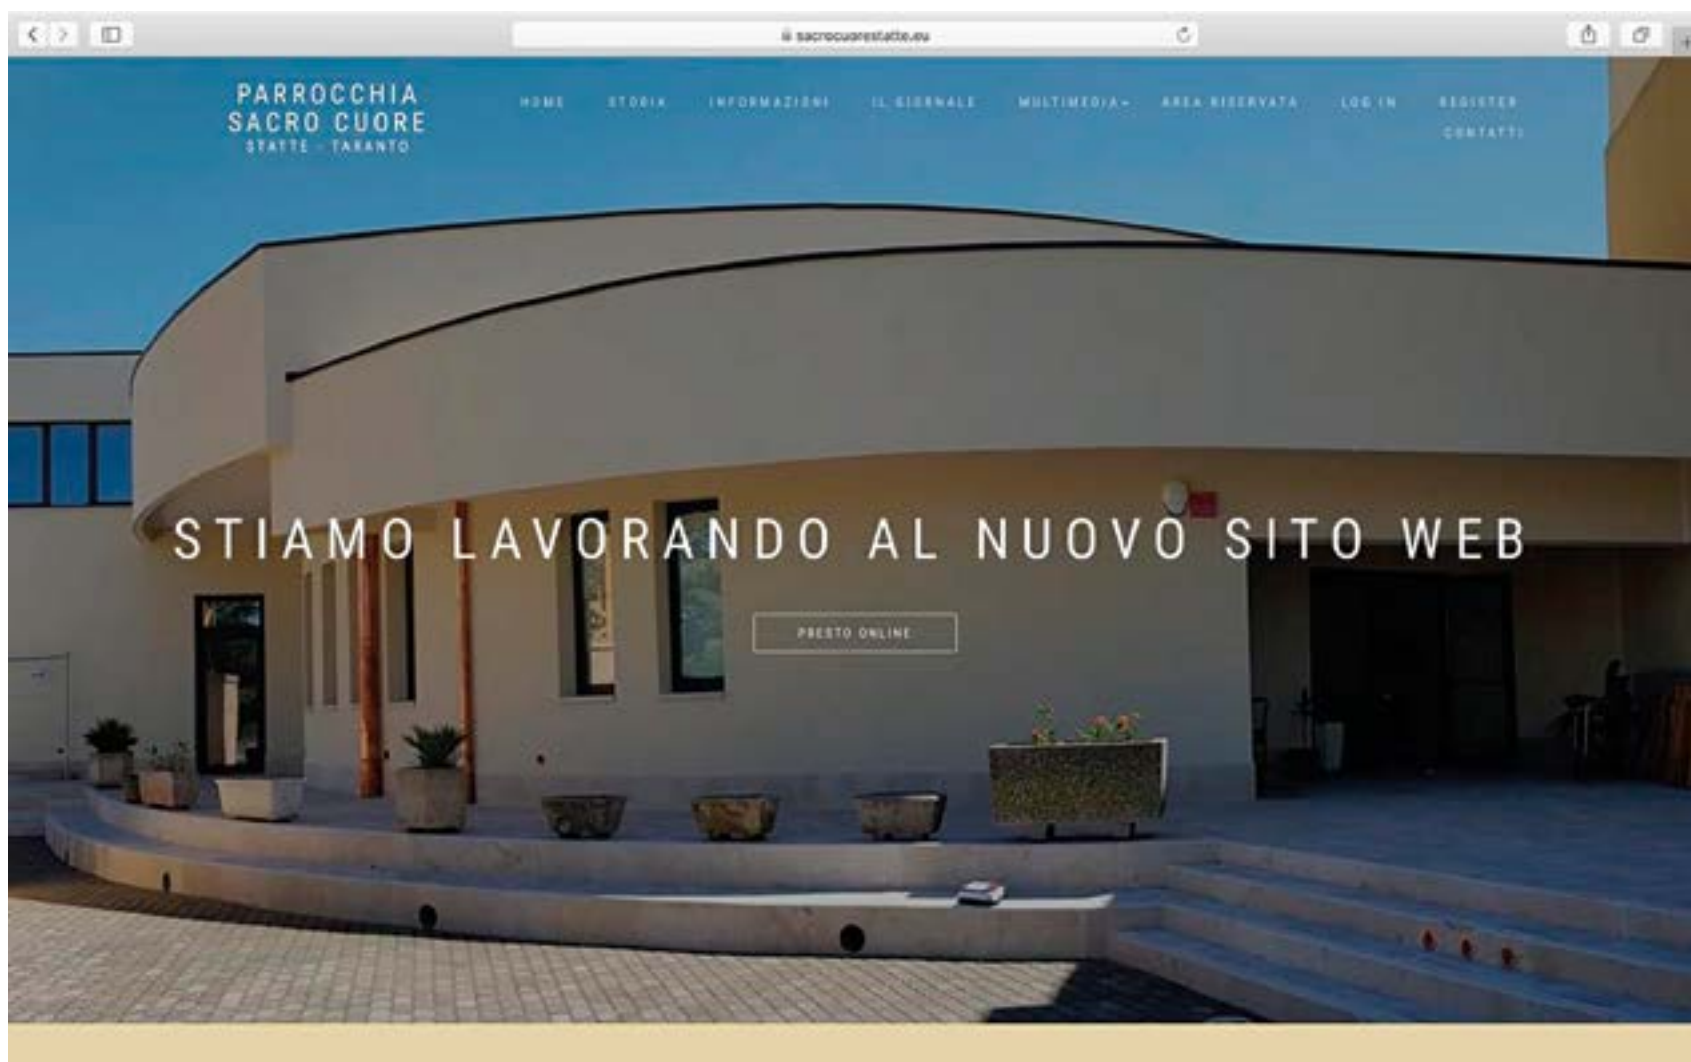 sacrocuorestatte.eu
PARROCCHIA
SACRO CUORE
STATTE - TARANTO
HOME STORIA INFORMAZIONI IL GIORNALE MULTIMEDIA AREA RISERVATA LOG IN REGISTER
CONTATTI
STIAMO LAVORANDO AL NUOVO SITO WEB
PRESTO ONLINE